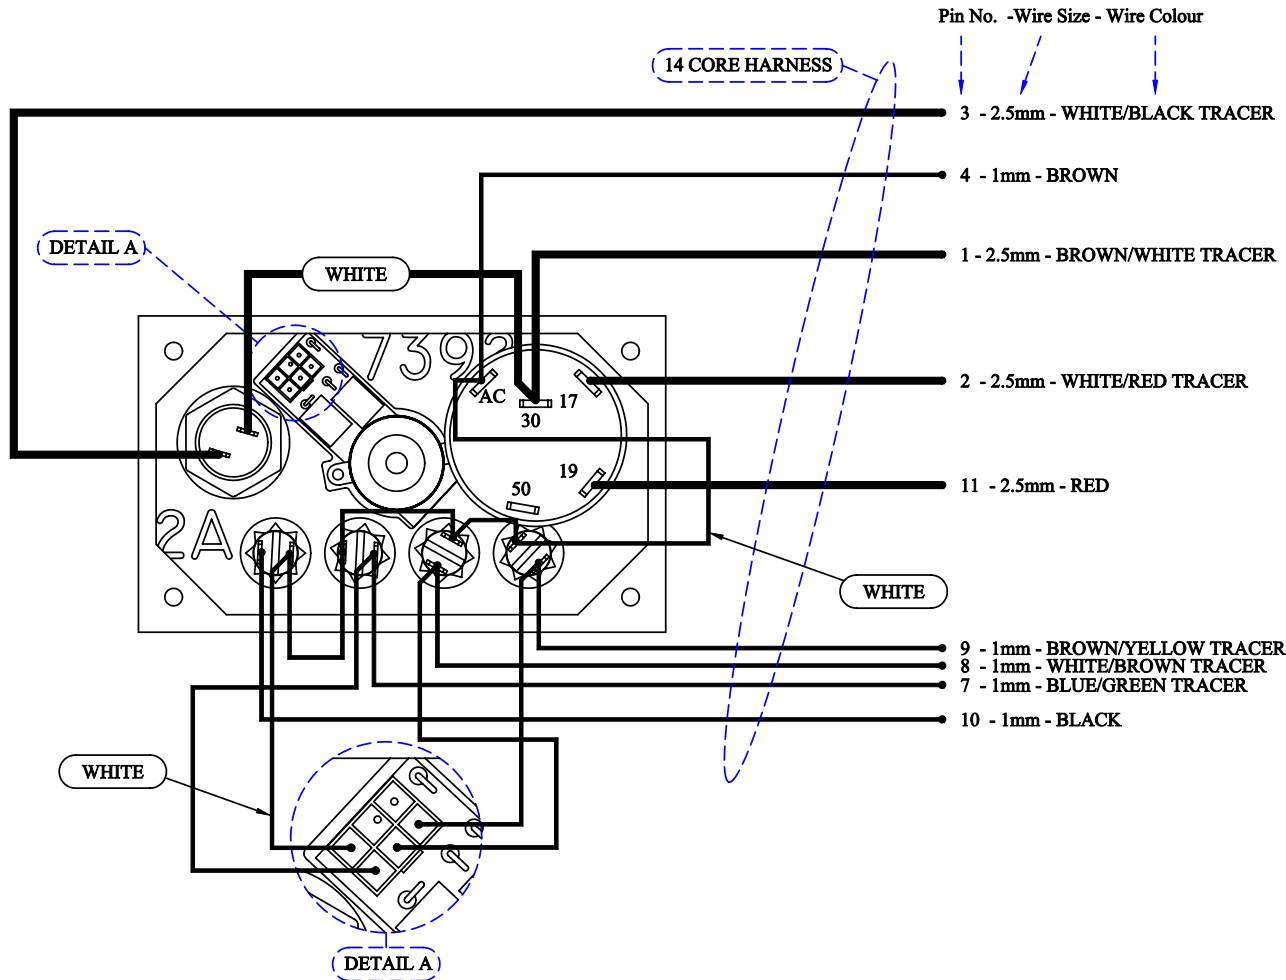 Pin No. -Wire Size - Wire Colour
14 CORE HARNESS
3 - 2.5mm - WHITE/BLACK TRACER
4 - 1mm - BROWN
DETAIL A
1 - 2.5mm - BROWN/WHITE TRACER
WHITE
7392
2 - 2.5mm - WHITE/RED TRACER
AC
17
30
19
11 - 2.5mm - RED
50
2A
WHITE
9 - 1mm - BROWN/YELLOW TRACER
8 - 1mm - WHITE/BROWN TRACER
7 - 1mm - BLUE/GREEN TRACER
10 - 1mm - BLACK
WHITE
DETAIL A